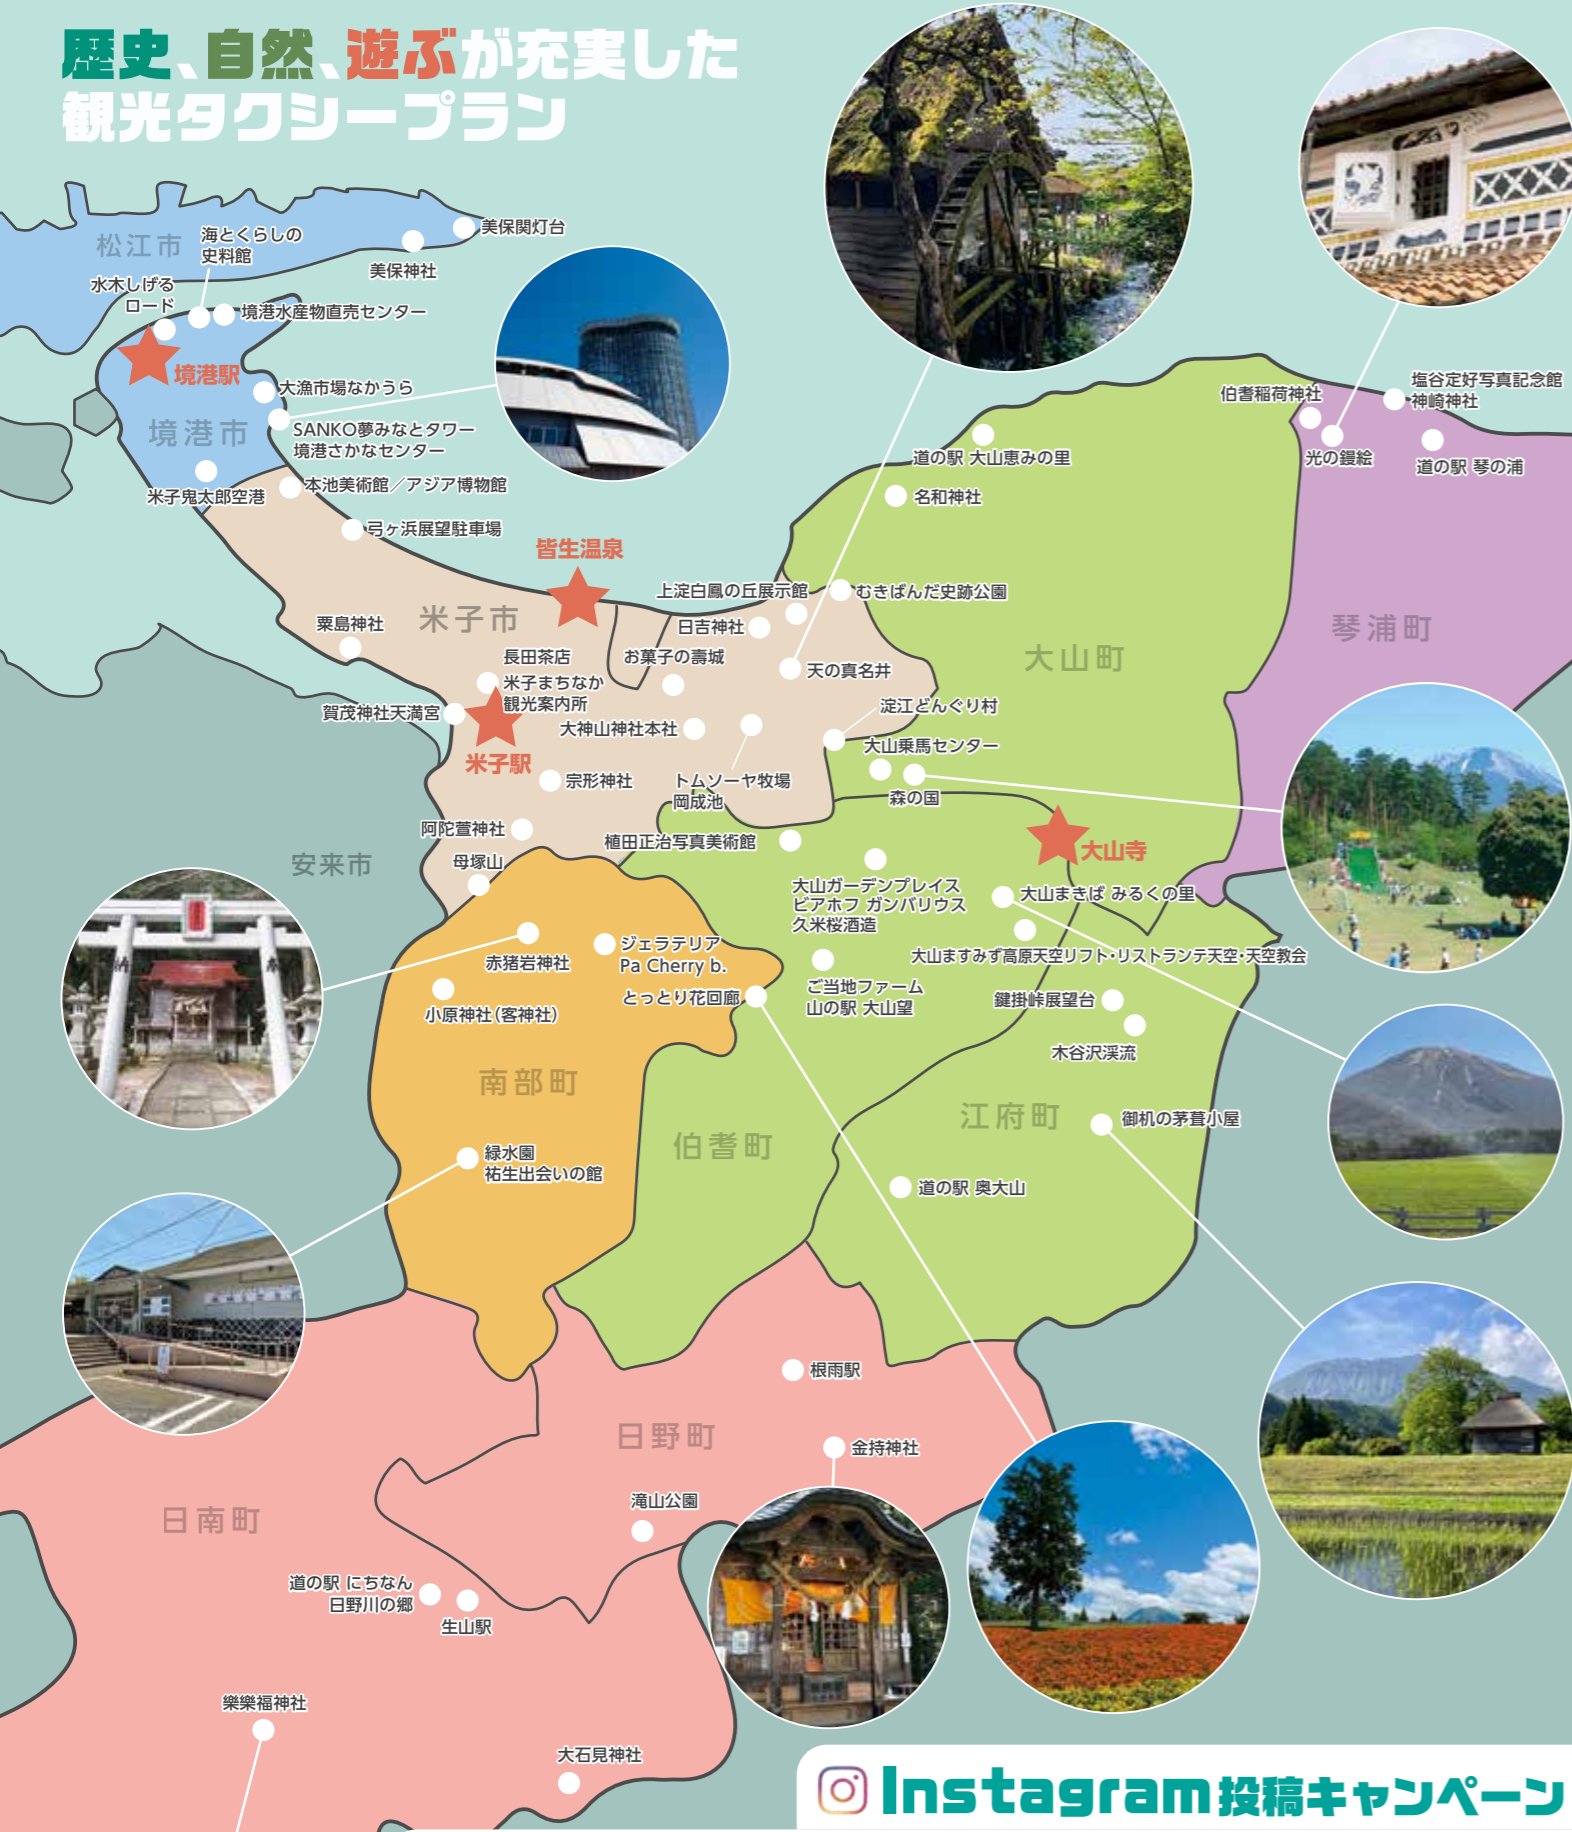 歴史、自然、遊ぶが充実した
観光タクシープラン
松江市
海とくらしの
史料館
美保関灯台
美保神社
水木しげる
ロード
境港水産物直売センター
境港駅
大漁市場なかうら
境港市
SANKO夢みなとタワー
境港さかなセンター
米子鬼太郎空港
本池美術館／アジア博物館
弓ヶ浜展望駐車場
皆生温泉
伯耆稲荷神社
塩谷定好写真記念館
神崎神社
光の鏝絵
道の駅 琴の浦
道の駅 大山恵みの里
名和神社
琴浦町
大山町
上淀白鳳の丘展示館
むきばんだ史跡公園
日吉神社
米子市
粟島神社
長田茶店
米子まちなか
観光案内所
お菓子の壽城
天の真名井
賀茂神社天満宮
淀江どんぐり村
大神山神社本社
米子駅
大山乗馬センター
森の国
宗形神社
トムソーヤ牧場
岡成池
阿陀萱神社
植田正治写真美術館
大山寺
母塚山
安来市
大山ガーデンプレイス
ビアホフ ガンバリウス
久米桜酒造
大山まきば みるくの里
赤猪岩神社
ジェラテリア
Pa Cherry b.
大山ますみず高原天空リフト・リストランテ天空・天空教会
小原神社（客神社）
とっとり花回廊
ご当地ファーム
山の駅 大山望
鍵掛峠展望台
木谷沢渓流
南部町
江府町
御机の茅葺小屋
伯耆町
緑水園
祐生出会いの館
道の駅 奥大山
根雨駅
日野町
金持神社
滝山公園
日南町
道の駅 にちなん
日野川の郷
生山駅
樂樂福神社
大石見神社
Instagram投稿キャンペーン